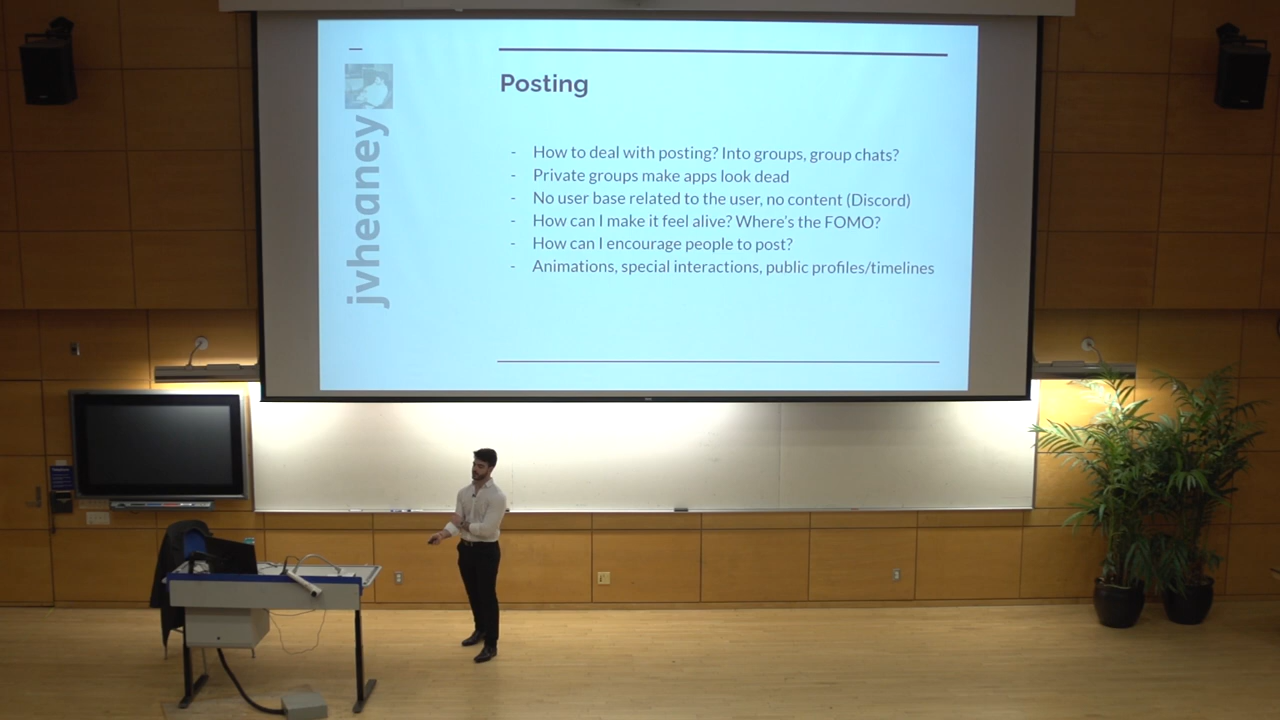 jvheaney
Posting
- How to deal with posting? Into groups, group chats?
- Private groups make apps look dead
- No user base related to the user, no content (Discord)
- How can I make it feel alive? Where's the FOMO?
- How can I encourage people to post?
- Animations, special interactions, public profiles/timelines